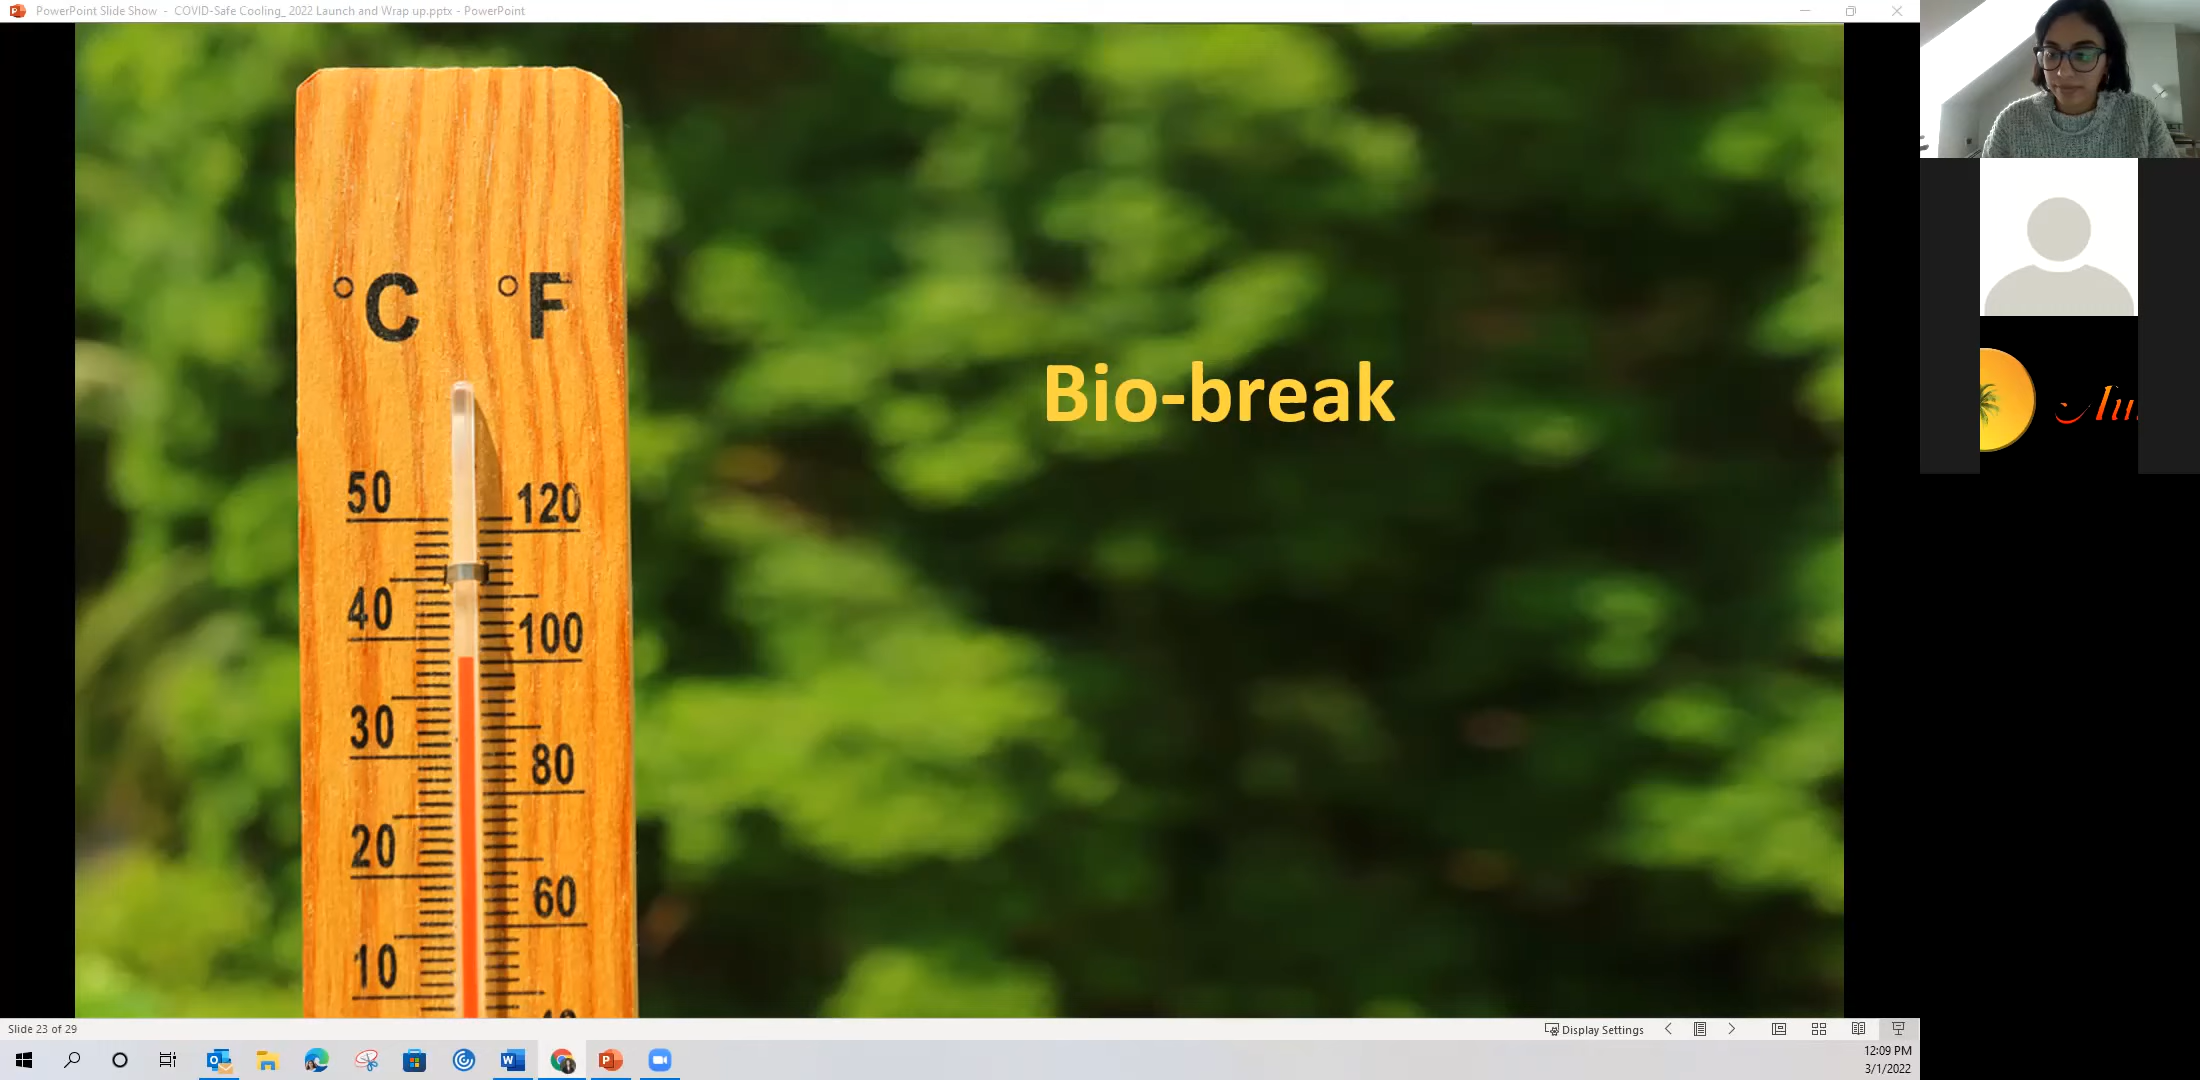 PowerPoint Slide Show - COVID-Safe Cooling_ 2022 Launch and Wrap up.pptx - PowerPoint
°C °F
Bio-break
50 120
40 100
30 80
20 60
10
Slide 23 of 29
Display Settings
12:09 PM
3/1/2022